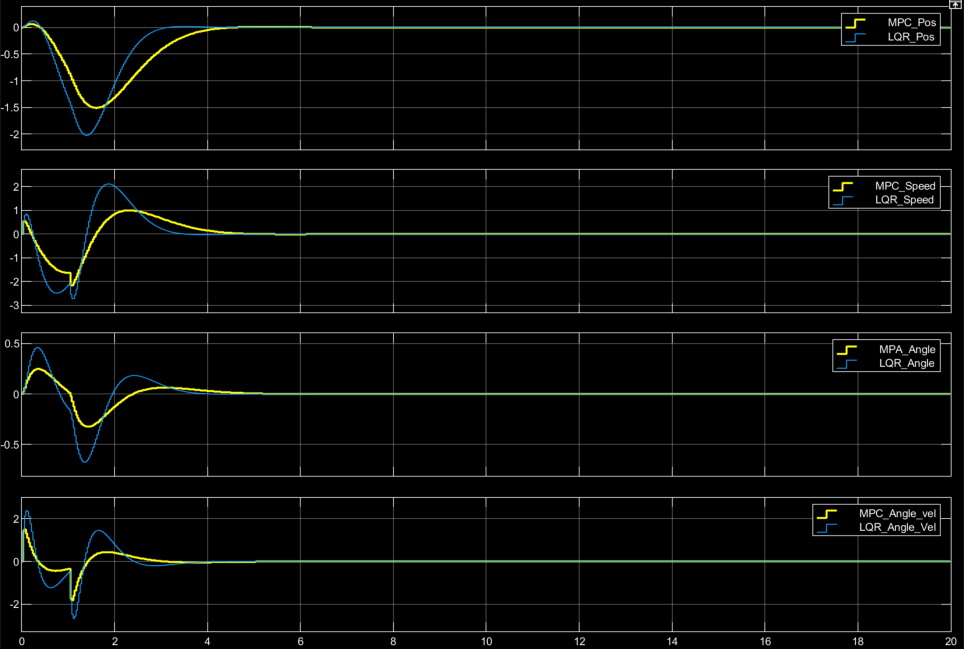 MPC_Pos
LQR_Pos
0
-0.5
-1
-1.5
-2
MPC_Speed
LQR_Speed
2
1
0
-1
-2
-3
MPA_Angle
LQR_Angle
0.5
0
-0.5
MPC_Angle_vel
LQR_Angle_Vel
2
0
-2
0 2 4 6 8 10 12 14 16 18 20